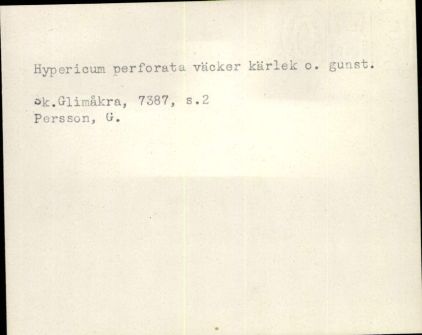 Hypericum perforata väcker kärlek o. gunst.
Sk.Glimåkra, 7387, s.2
Persson, G.